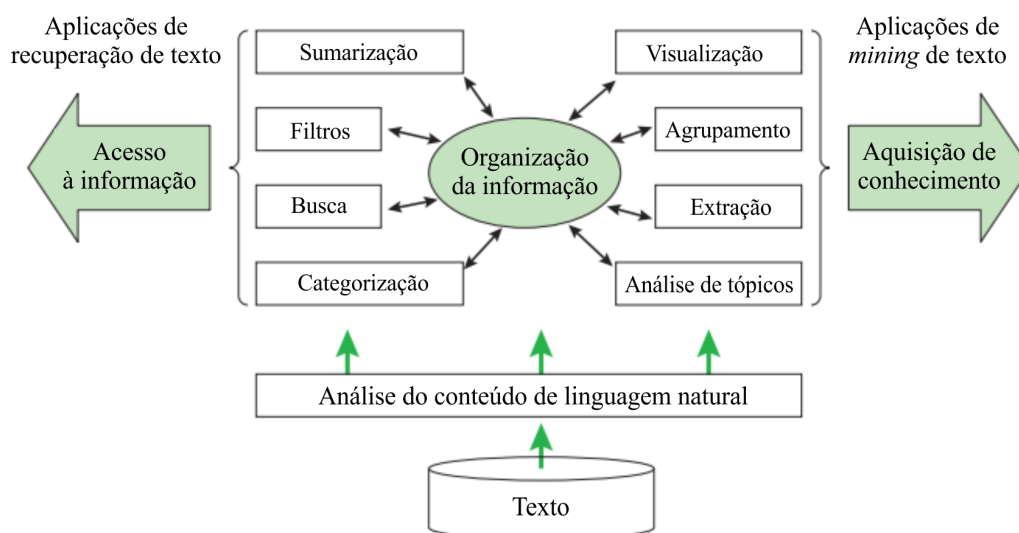 Aplicações de
recuperação de texto
Aplicações de
mining de texto
Sumarização
Visualização
Filtros
Agrupamento
Acesso
à informação
Organização
da informação
Aquisição de
conhecimento
Busca
Extração
Categorização
Análise de tópicos
Análise do conteúdo de linguagem natural
Texto